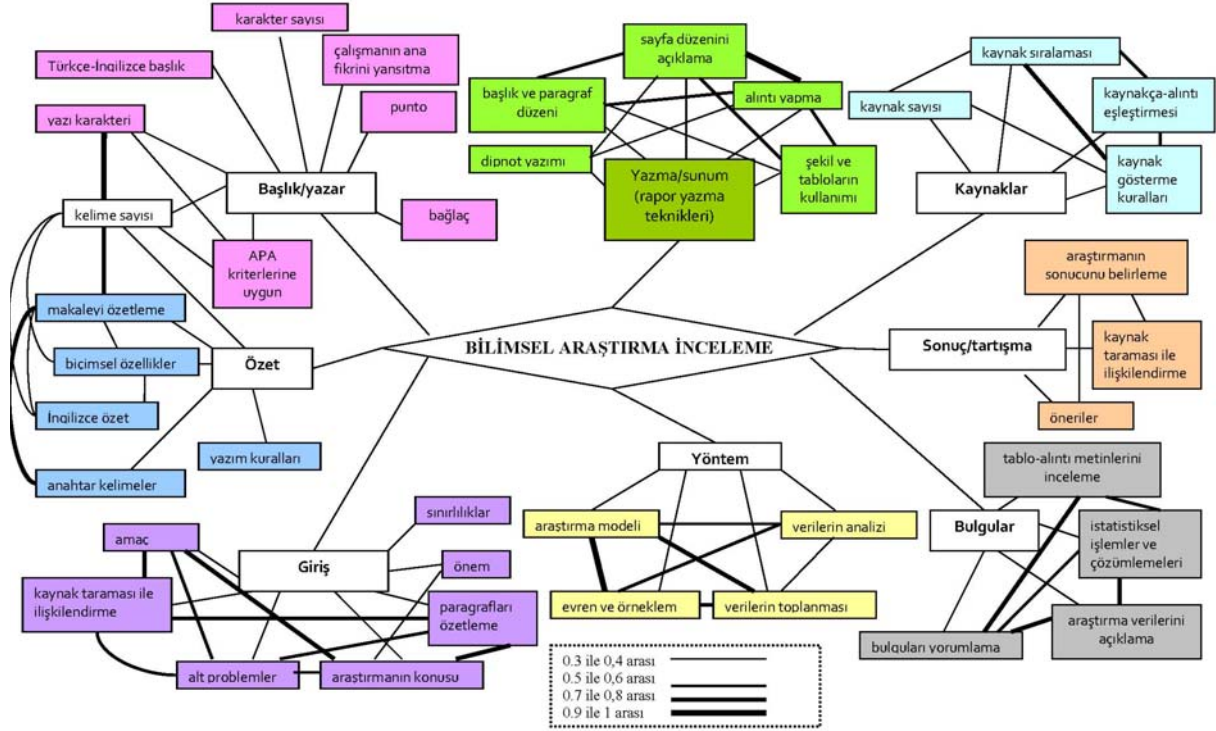 karakter sayısı
Türkçe-İngilizce başlık
çalışmanın ana
fikrini yansıtma
punto
yazı karakteri
Başlık/yazar
bağlaç
kelime sayısı
APA
kriterlerine
uygun
sayfa düzenini
açıklama
başlık ve paragraf
düzeni
alıntı yapma
dipnot yazımı
şekil ve
tabloların
kullanımı
Yazma/sunum
(rapor yazma
teknikleri)
kaynak sıralaması
kaynak sayısı
kaynakça-alıntı
eşleştirmesi
kaynak
gösterme
kuralları
Kaynaklar
makaleyi özetleme
biçimsel özellikler
Özet
İngilizce özet
yazım kuralları
anahtar kelimeler
BİLİMSEL ARAŞTIRMA İNCELEME
araştırmanın
sonucunu belirleme
Sonuç/tartışma
kaynak
taraması ile
ilişkilendirme
öneriler
sınırlılıklar
amaç
Giriş
önem
kaynak taraması ile
ilişkilendirme
paragrafları
özetleme
alt problemler
araştırmanın konusu
Yöntem
araştırma modeli
verilerin analizi
evren ve örneklem
verilerin toplanması
tablo-alıntı metinlerini
inceleme
Bulgular
istatistiksel
işlemler ve
çözümlemeleri
araştırma verilerini
açıklama
bulguları yorumlama
0.3 ile 0,4 arası
0.5 ile 0,6 arası
0.7 ile 0,8 arası
0.9 ile 1 arası